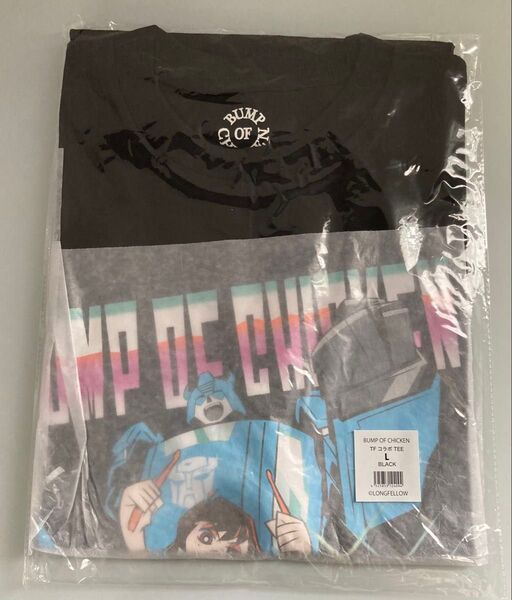 BUMP
OF
BUMP OF CHICKEN
BUMP OF CHICKEN
TF コラボ TEE
L
BLACK
©LONGFELLOW